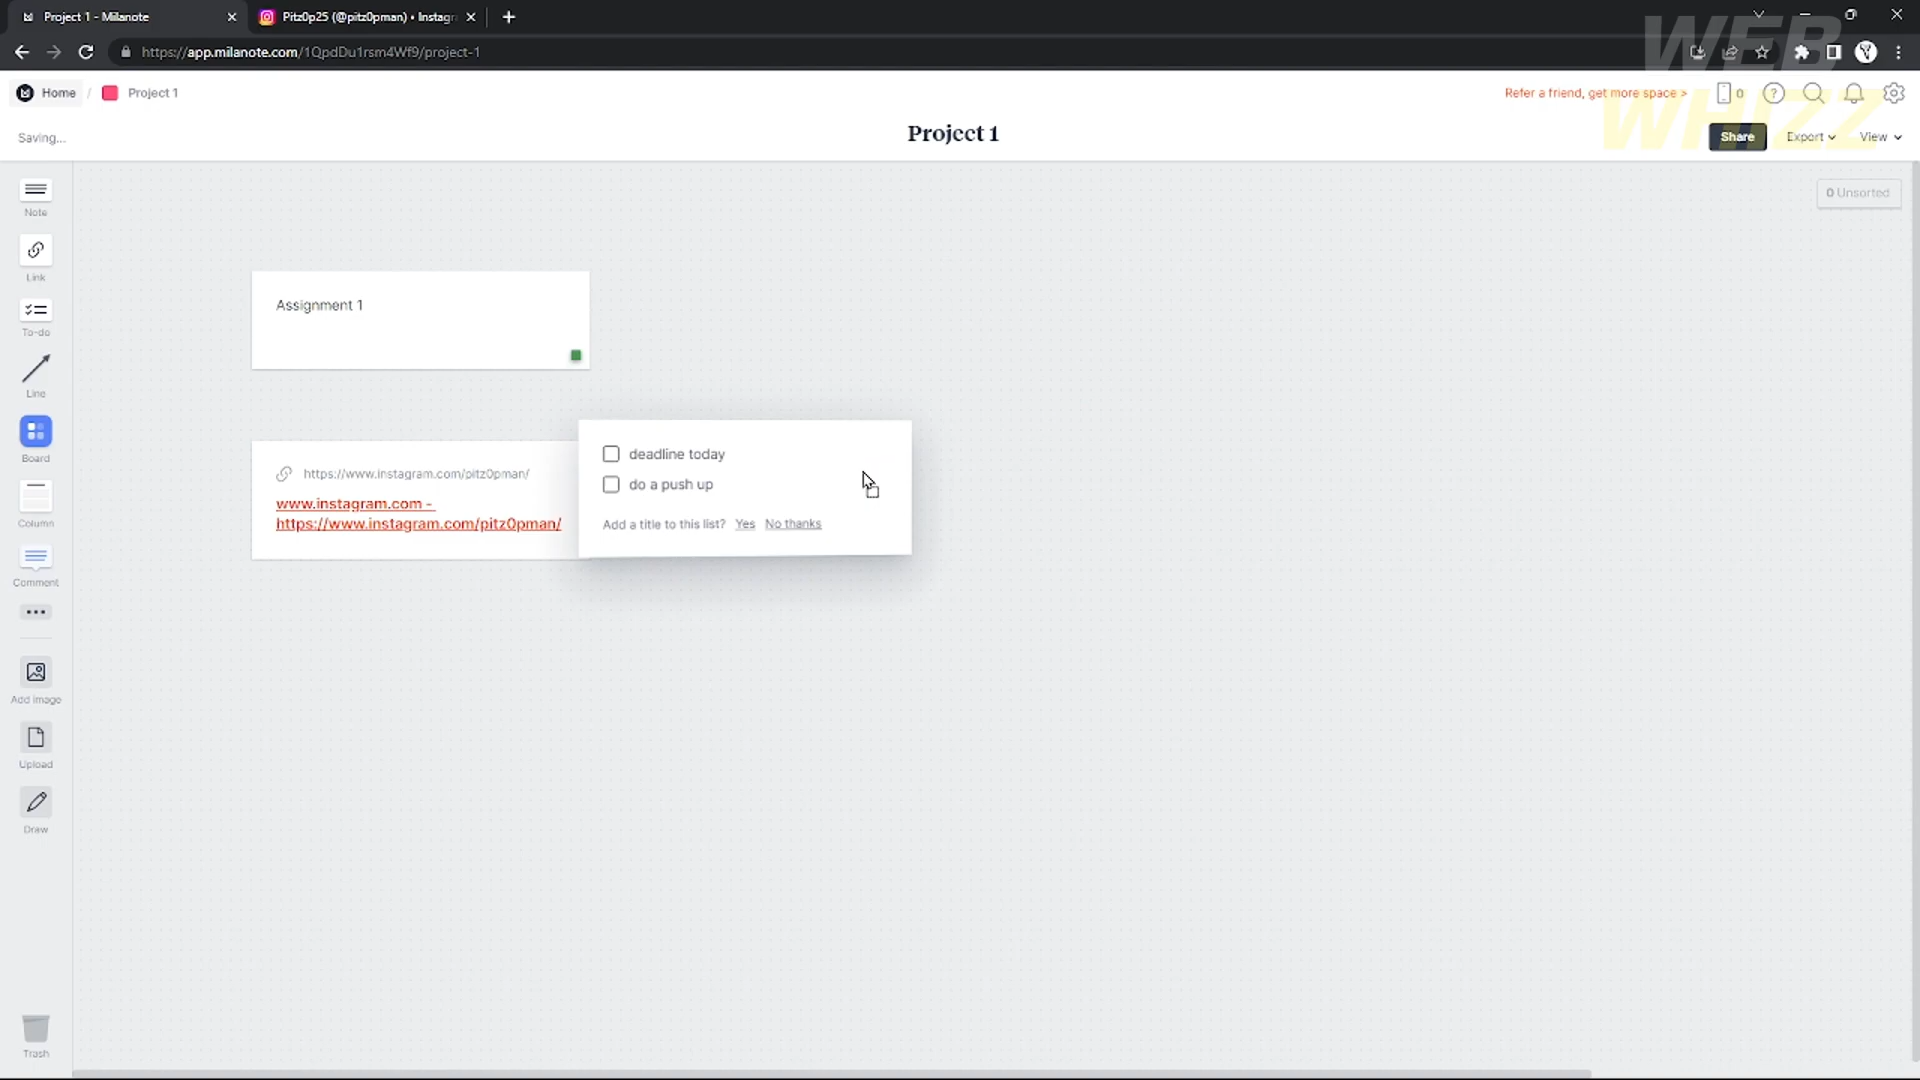 Project 1 - Milanote
Pitz0p25 (@pitz0pman) • Instagr
https://app.milanote.com/1QpdDu1rsm4Wf9/project-1
WEB
WHIZZ
Home / Project 1
Refer a friend, get more space >
0
Saving...
Project 1
Share
Export
View
0 Unsorted
Note
Link
To-do
Line
Board
Column
Comment
Add image
Upload
Draw
Trash
Assignment 1
https://www.instagram.com/pitz0pman/
www.instagram.com -
https://www.instagram.com/pitz0pman/
deadline today
do a push up
Add a title to this list? Yes No thanks